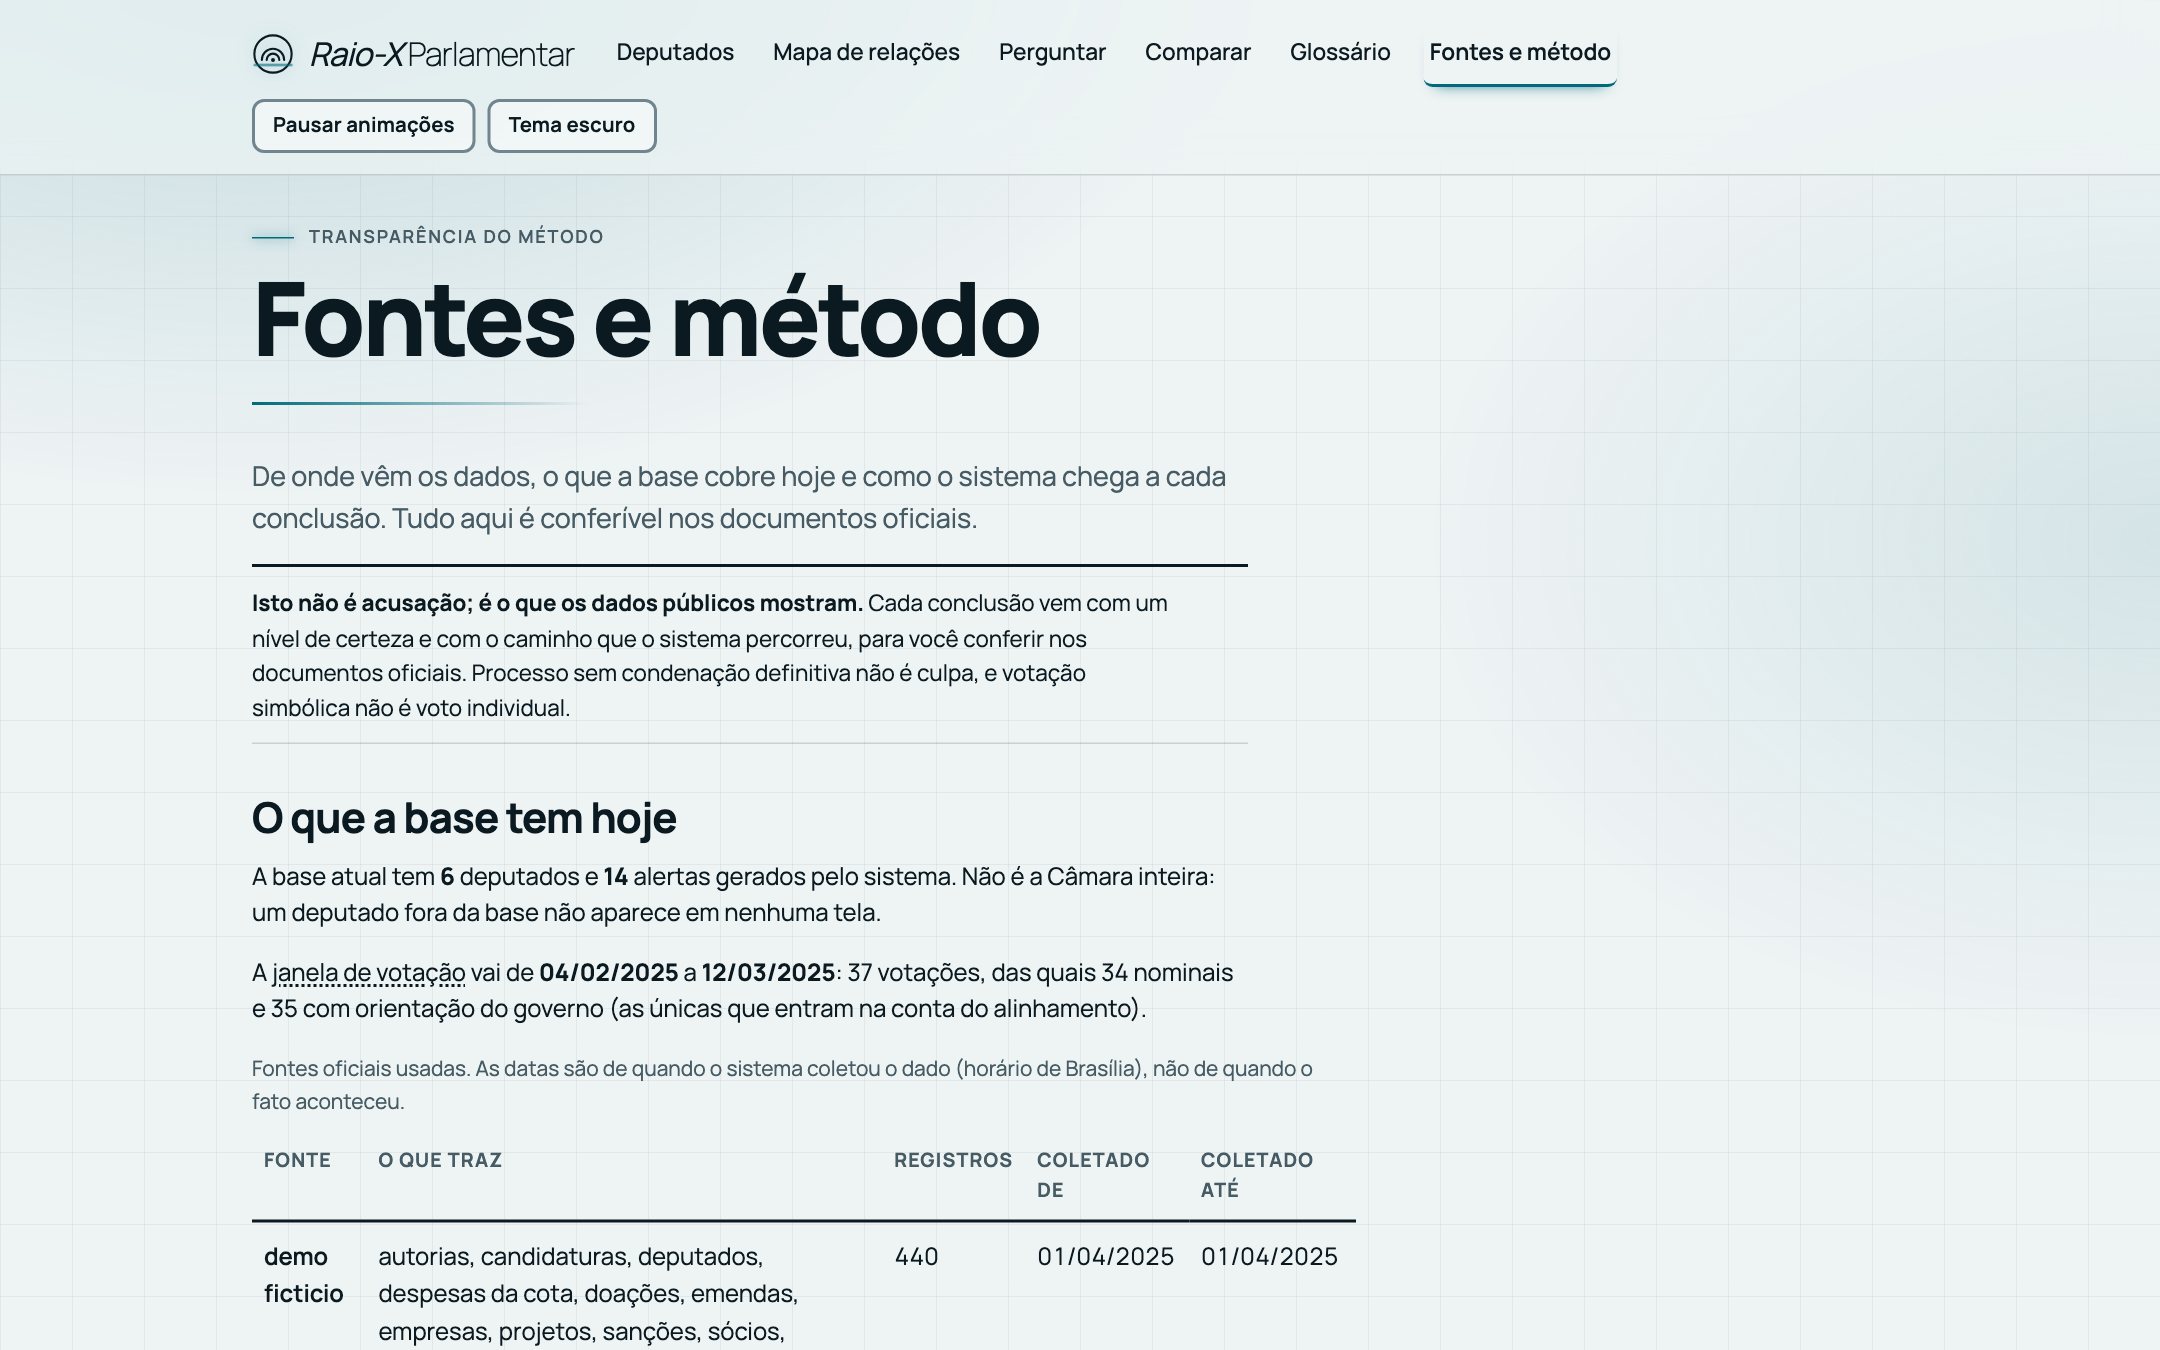 Raio-XParlamentar Deputados Mapa de relações Perguntar Comparar Glossário Fontes e método
Pausar animações Tema escuro
TRANSPARÊNCIA DO MÉTODO
Fontes e método
De onde vêm os dados, o que a base cobre hoje e como o sistema chega a cada
conclusão. Tudo aqui é conferível nos documentos oficiais.
Isto não é acusação; é o que os dados públicos mostram. Cada conclusão vem com um
nível de certeza e com o caminho que o sistema percorreu, para você conferir nos
documentos oficiais. Processo sem condenação definitiva não é culpa, e votação
simbólica não é voto individual.
O que a base tem hoje
A base atual tem 6 deputados e 14 alertas gerados pelo sistema. Não é a Câmara inteira:
um deputado fora da base não aparece em nenhuma tela.
A janela de votação vai de 04/02/2025 a 12/03/2025: 37 votações, das quais 34 nominais
e 35 com orientação do governo (as únicas que entram na conta do alinhamento).
Fontes oficiais usadas. As datas são de quando o sistema coletou o dado (horário de Brasília), não de quando o
fato aconteceu.
FONTE O QUE TRAZ REGISTROS COLETADO COLETADO
DE ATÉ
demo autorias, candidaturas, deputados, 440 01/04/2025 01/04/2025
ficticio despesas da cota, doações, emendas,
empresas, projetos, sanções, sócios,